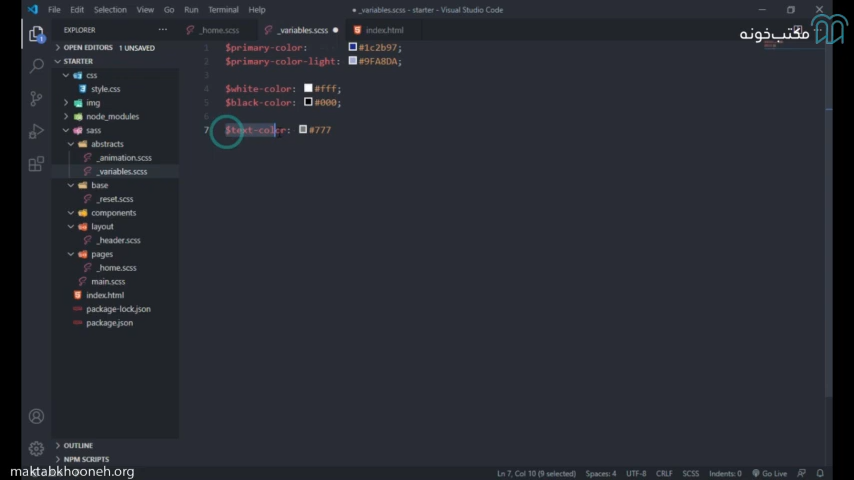 File Edit Selection View Go Run Terminal Help
_variables.scss - starter - Visual Studio Code
EXPLORER
_home.scss
_variables.scss
index.html
مکتب‌خونه
OPEN EDITORS 1 UNSAVED
STARTER
css
style.css
img
node_modules
sass
abstracts
_animation.scss
_variables.scss
base
_reset.scss
components
layout
_header.scss
pages
_home.scss
main.scss
index.html
package-lock.json
package.json
OUTLINE
NPM SCRIPTS
1 $primary-color: #1c2b97;
2 $primary-color-light: #9FA8DA;
3
4 $white-color: #fff;
5 $black-color: #000;
6
7 $text-color: #777
maktabkhooneh.org
Ln 7, Col 10 (9 selected) Spaces: 4 UTF-8 CRLF SCSS Indents: 0 Go Live